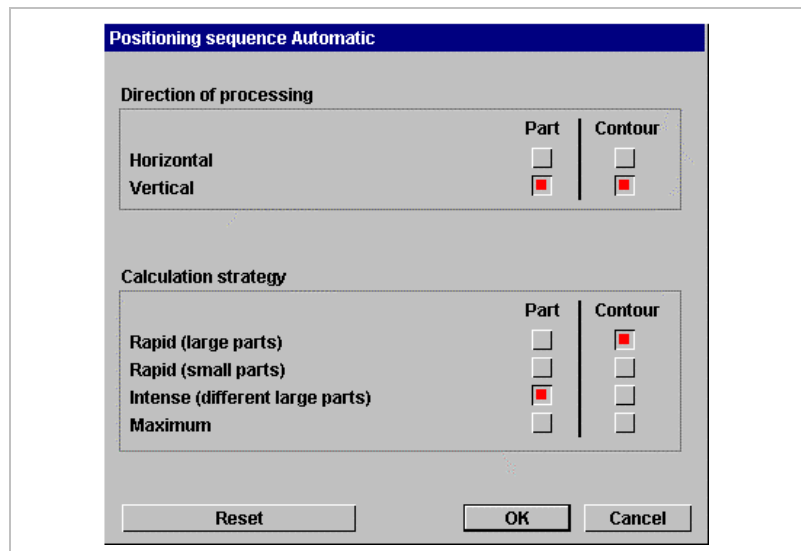 Positioning sequence Automatic
Direction of processing
Part Contour
Horizontal
Vertical
Calculation strategy
Part Contour
Rapid (large parts)
Rapid (small parts)
Intense (different large parts)
Maximum
Reset OK Cancel